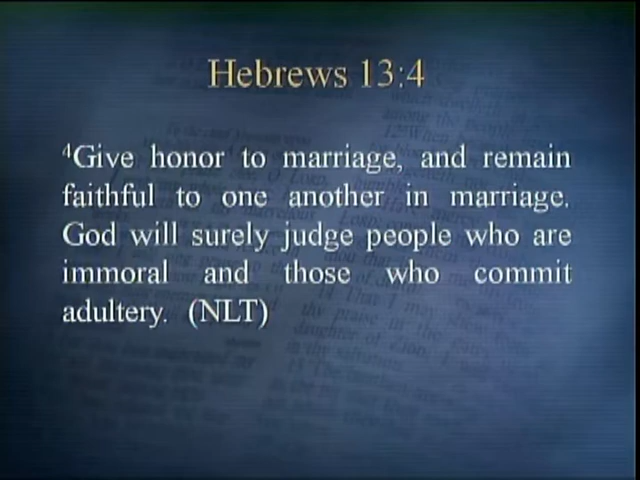 Hebrews 13:4
⁴Give honor to marriage, and remain
faithful to one another in marriage.
God will surely judge people who are
immoral and those who commit
adultery. (NLT)